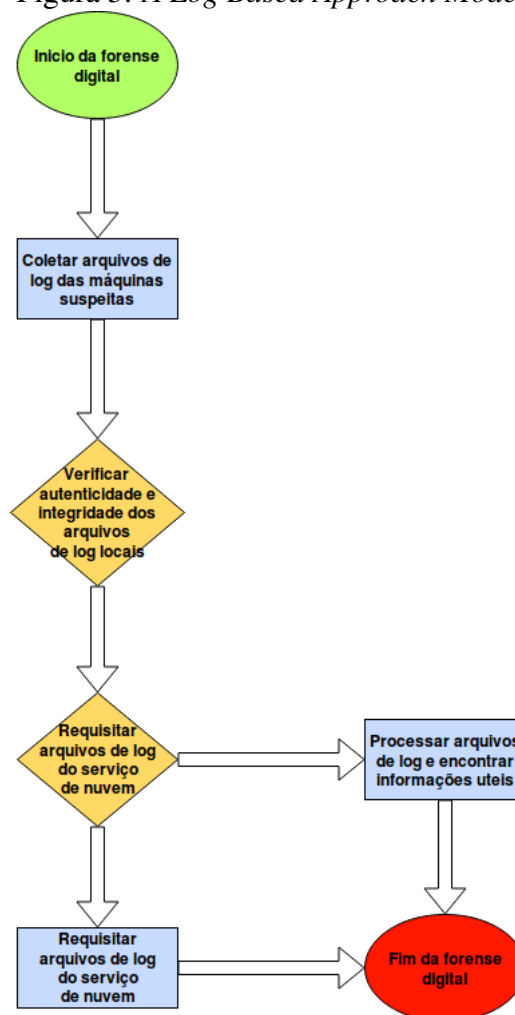 Figura 3. A Log Based Approach Mode
Inicio da forense
digital
Coletar arquivos de
log das máquinas
suspeitas
Verificar
autenticidade e
integridade dos
arquivos
de log locais
Requisitar
arquivos de log
do serviço
de nuvem
Processar arquivos
de log e encontrar
informações uteis
Requisitar
arquivos de log
do serviço
de nuvem
Fim da forense
digital